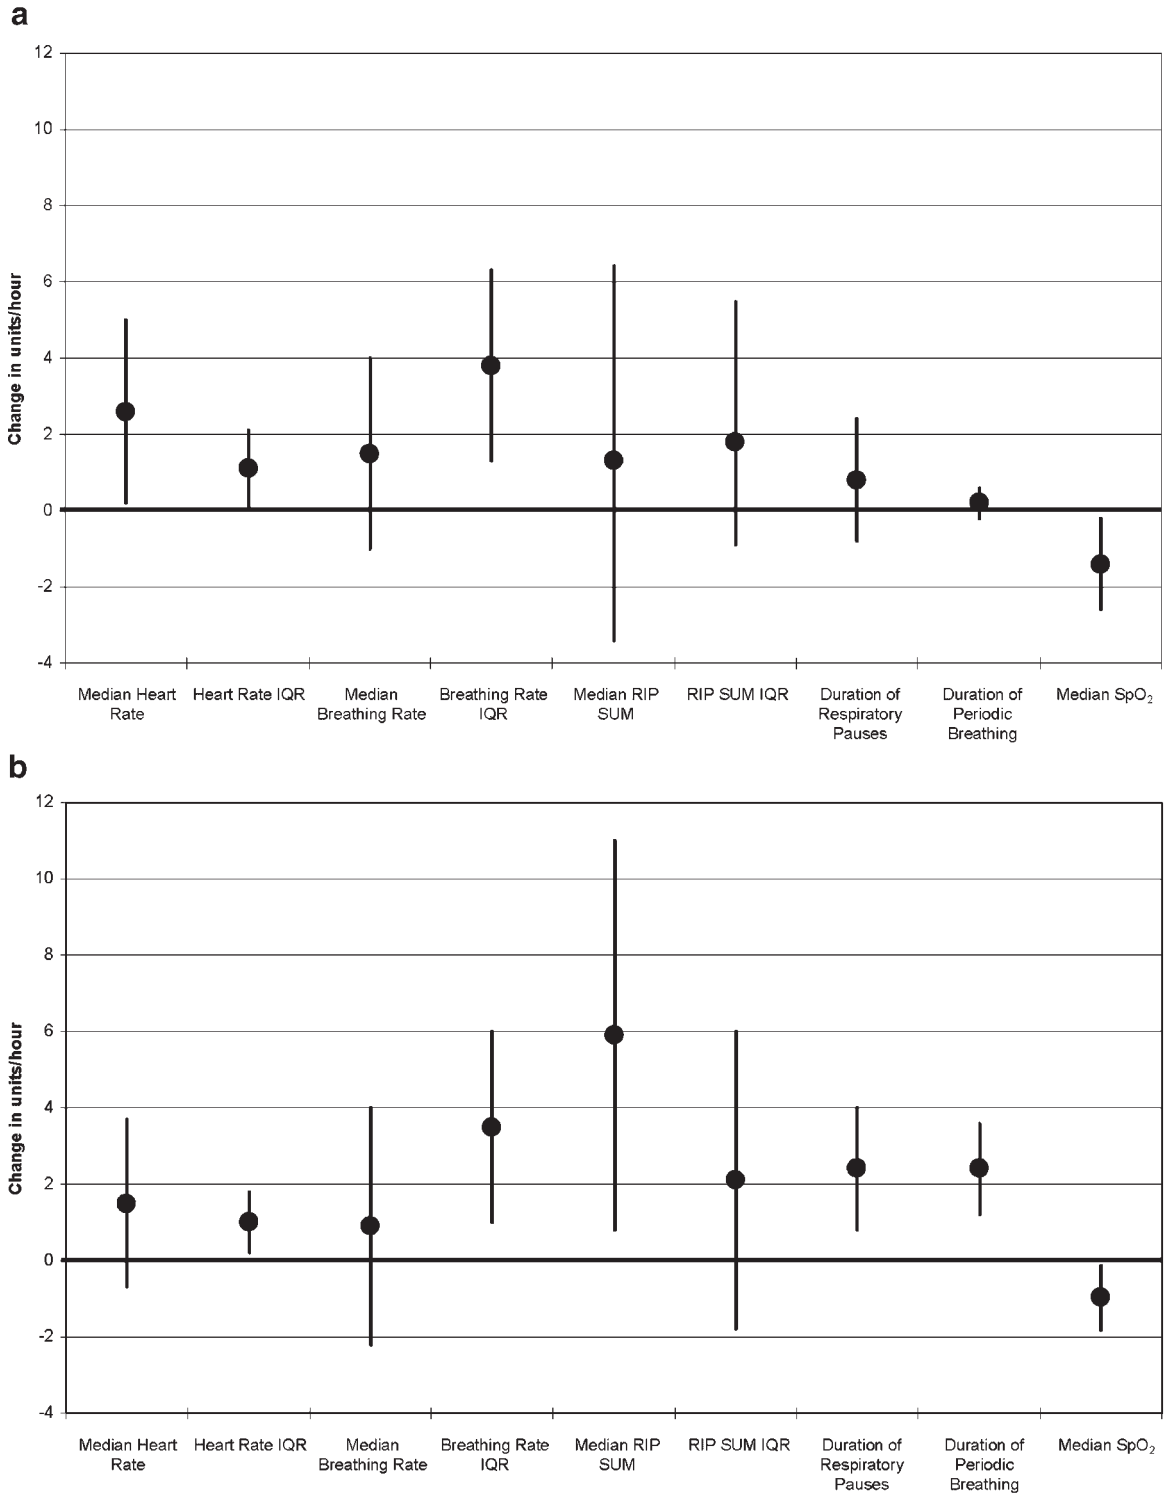 a
12
10
8
6
4
2
0
-2
-4
Change in units/hour
Median Heart Rate
Heart Rate IQR
Median Breathing Rate
Breathing Rate IQR
Median RIP SUM
RIP SUM IQR
Duration of Respiratory Pauses
Duration of Periodic Breathing
Median SpO₂
b
12
10
8
6
4
2
0
-2
-4
Change in units/hour
Median Heart Rate
Heart Rate IQR
Median Breathing Rate
Breathing Rate IQR
Median RIP SUM
RIP SUM IQR
Duration of Respiratory Pauses
Duration of Periodic Breathing
Median SpO₂